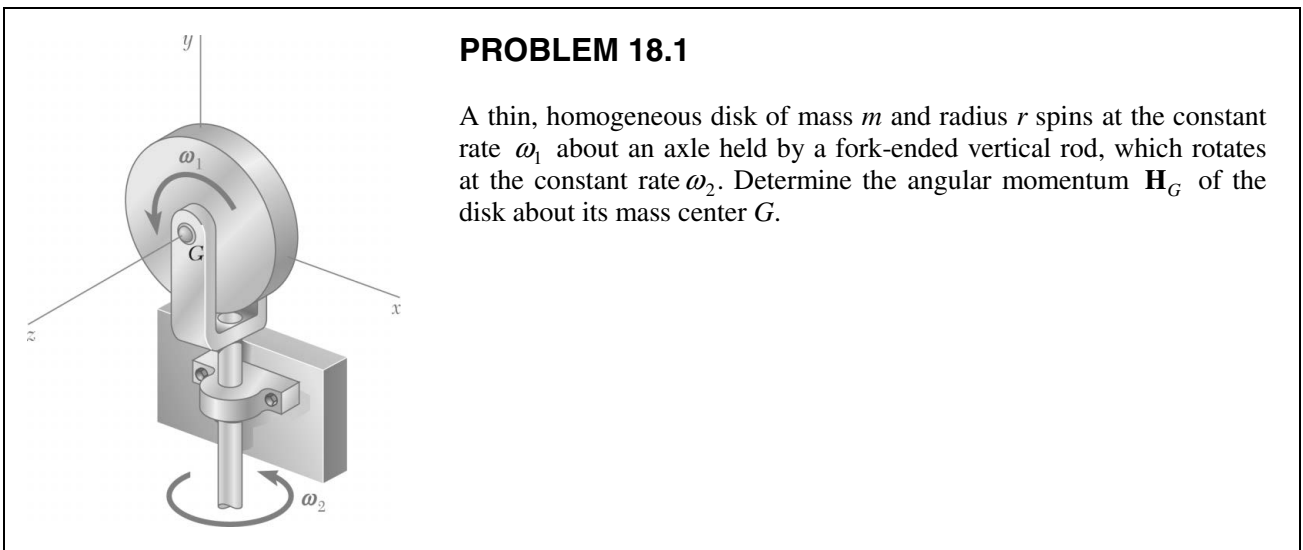 PROBLEM 18.1
A thin, homogeneous disk of mass m and radius r spins at the constant
rate ω₁ about an axle held by a fork-ended vertical rod, which rotates
at the constant rate ω₂. Determine the angular momentum H_G of the
disk about its mass center G.
y
ω₁
G
x
z
ω₂